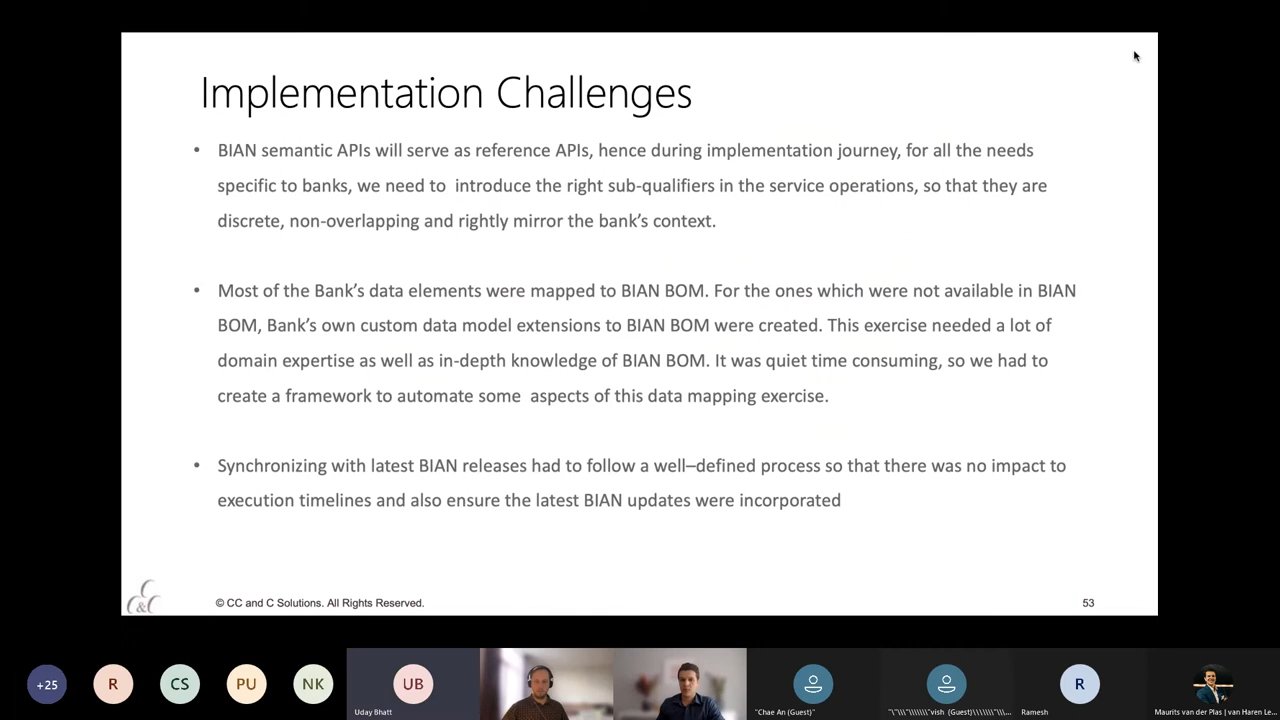 Implementation Challenges
• BIAN semantic APIs will serve as reference APIs, hence during implementation journey, for all the needs
specific to banks, we need to introduce the right sub-qualifiers in the service operations, so that they are
discrete, non-overlapping and rightly mirror the bank's context.
• Most of the Bank's data elements were mapped to BIAN BOM. For the ones which were not available in BIAN
BOM, Bank's own custom data model extensions to BIAN BOM were created. This exercise needed a lot of
domain expertise as well as in-depth knowledge of BIAN BOM. It was quiet time consuming, so we had to
create a framework to automate some aspects of this data mapping exercise.
• Synchronizing with latest BIAN releases had to follow a well–defined process so that there was no impact to
execution timelines and also ensure the latest BIAN updates were incorporated
C
C&C
© CC and C Solutions. All Rights Reserved.
53
+25
R
CS
PU
NK
UB
R
Uday Bhatt
"Chae An (Guest)"
"\"\\"\\\\\\\"vish (Guest)\\\\\\\"\\...
Ramesh
Maurits van der Plas | van Haren Le...